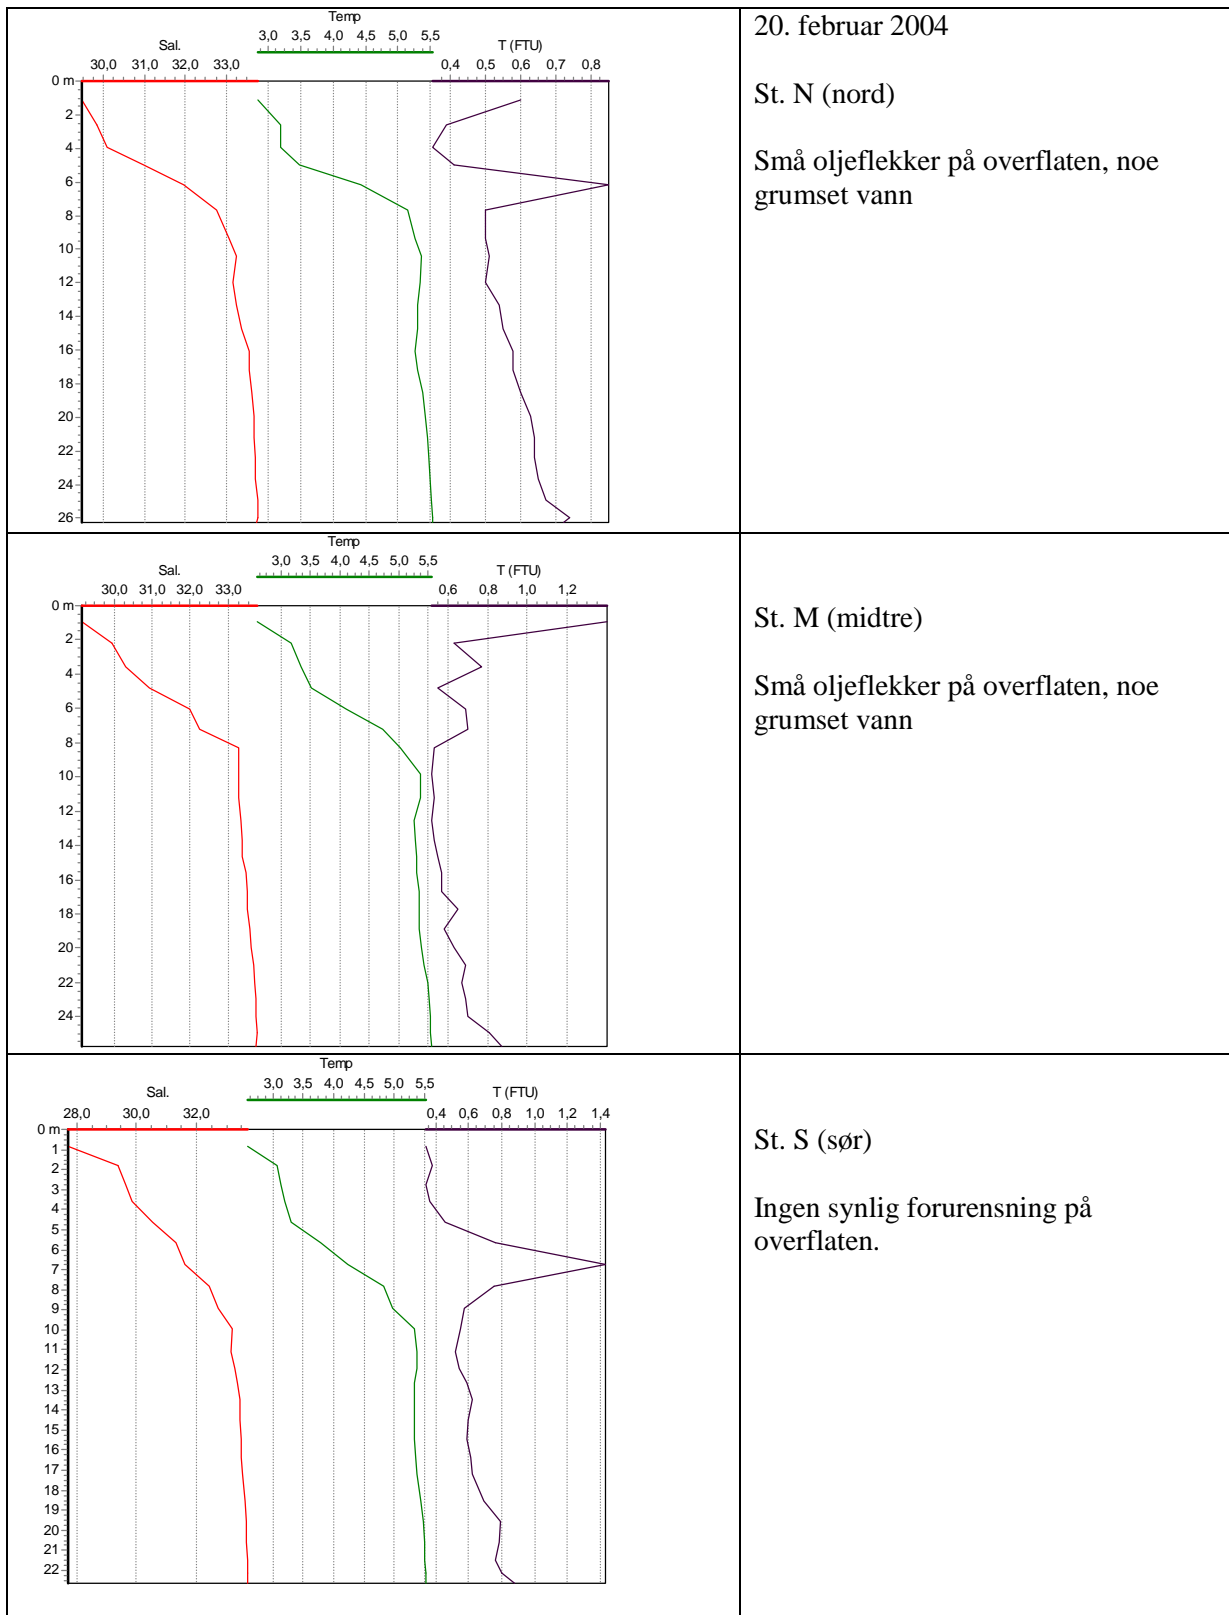 Temp
Sal.
3,0 3,5 4,0 4,5 5,0 5,5
T (FTU)
30,0 31,0 32,0 33,0
0,4 0,5 0,6 0,7 0,8
0 m
2
4
6
8
10
12
14
16
18
20
22
24
26
20. februar 2004
St. N (nord)
Små oljeflekker på overflaten, noe
grumset vann
Temp
3,0 3,5 4,0 4,5 5,0 5,5
Sal.
T (FTU)
30,0 31,0 32,0 33,0
0,6 0,8 1,0 1,2
0 m
2
4
6
8
10
12
14
16
18
20
22
24
St. M (midtre)
Små oljeflekker på overflaten, noe
grumset vann
Temp
3,0 3,5 4,0 4,5 5,0 5,5
Sal.
T (FTU)
28,0 30,0 32,0
0,4 0,6 0,8 1,0 1,2 1,4
0 m
1
2
3
4
5
6
7
8
9
10
11
12
13
14
15
16
17
18
19
20
21
22
St. S (sør)
Ingen synlig forurensning på
overflaten.